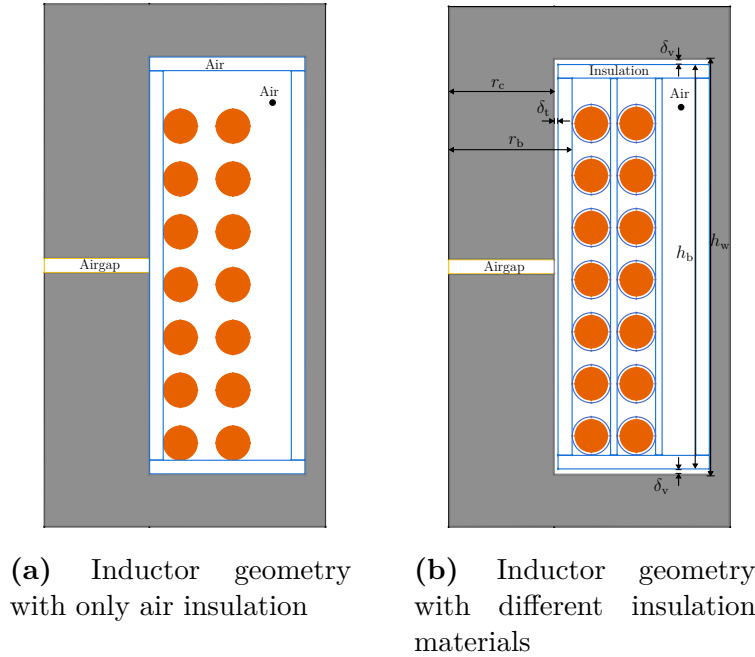 Air
Air
Airgap
δv
Insulation
rc
Air
δt
rb
Airgap
hb
hw
δv
(a) Inductor geometry
with only air insulation
(b) Inductor geometry
with different insulation
materials